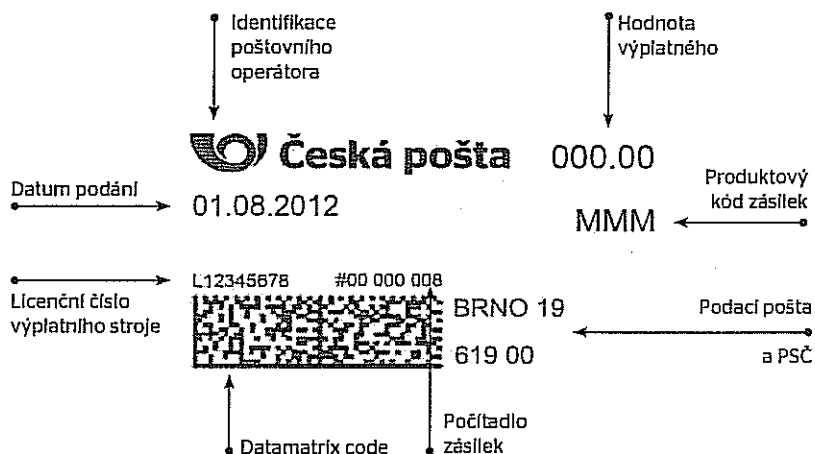 Identifikace
poštovního
operátora
Hodnota
výplatného
Česká pošta
000.00
Datum podání
01.08.2012
Produktový
kód zásilek
MMM
Licenční číslo
výplatního stroje
L12345678 #00 000 008
BRNO 19
619 00
Podací pošta
a PSČ
Datamatrix code
Počítadlo
zásilek